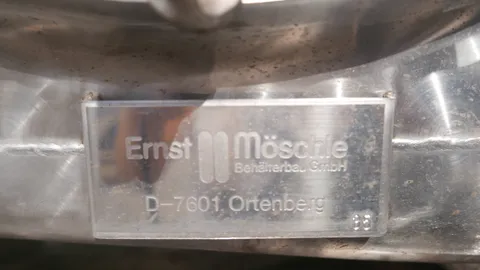 Ernst Möschle
Behälterbau GmbH
D-7601 Ortenberg